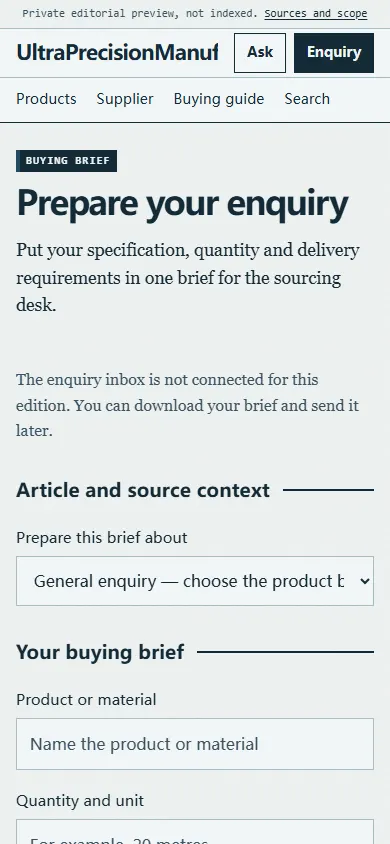 Private editorial preview, not indexed. Sources and scope
UltraPrecisionManuf
Ask
Enquiry
Products
Supplier
Buying guide
Search
BUYING BRIEF
Prepare your enquiry
Put your specification, quantity and delivery
requirements in one brief for the sourcing
desk.
The enquiry inbox is not connected for this
edition. You can download your brief and send it
later.
Article and source context
Prepare this brief about
General enquiry — choose the product
Your buying brief
Product or material
Name the product or material
Quantity and unit
For example, 20 metres